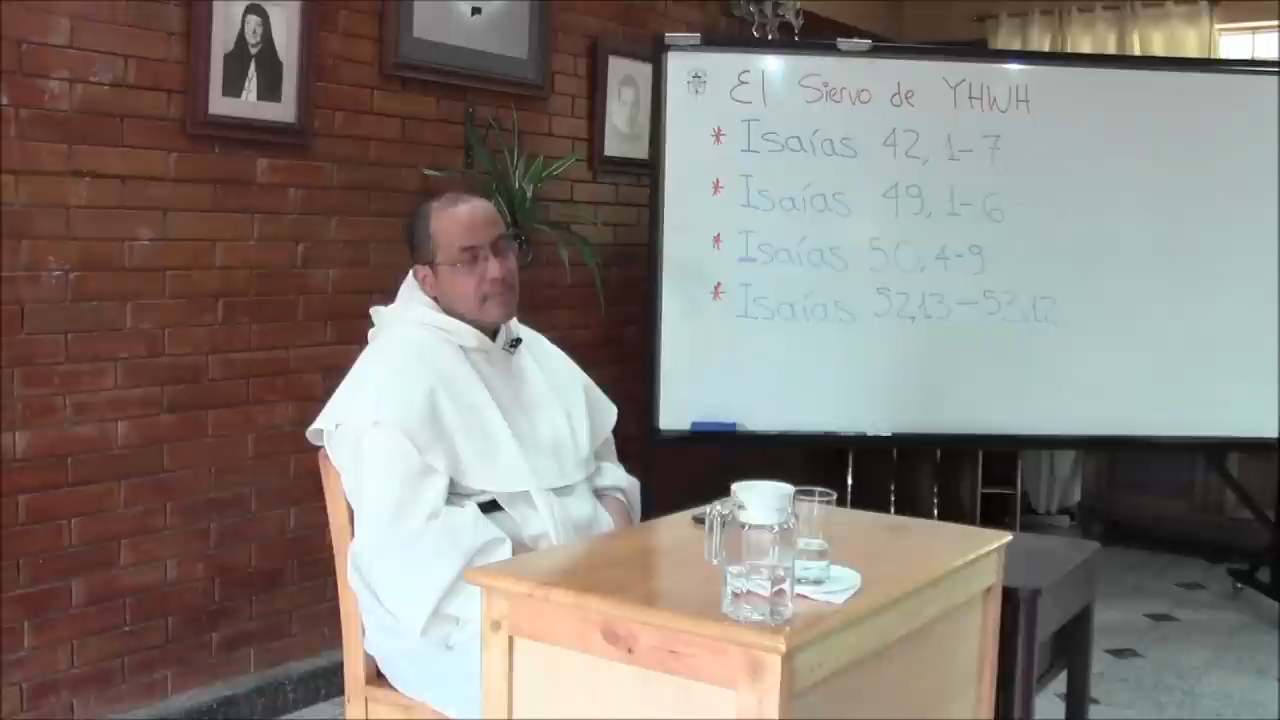 El Siervo de YHWH
* Isaías 42, 1-7
* Isaías 49, 1-6
* Isaías 50, 4-9
* Isaías 52,13-53,12